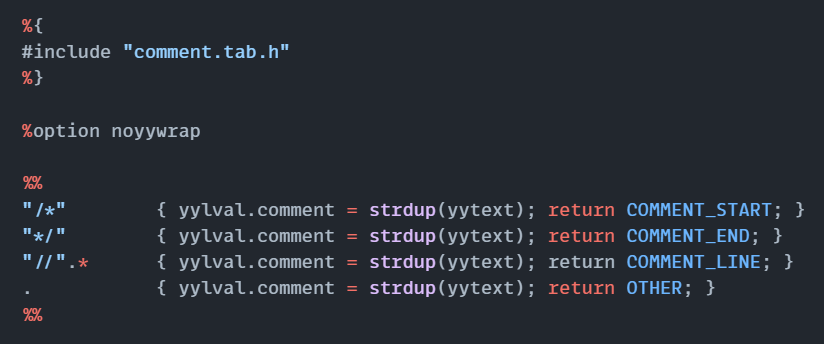 %{
#include "comment.tab.h"
%}
%option noyywrap
%%
"/*" { yylval.comment = strdup(yytext); return COMMENT_START; }
"*/" { yylval.comment = strdup(yytext); return COMMENT_END; }
"//".* { yylval.comment = strdup(yytext); return COMMENT_LINE; }
. { yylval.comment = strdup(yytext); return OTHER; }
%%